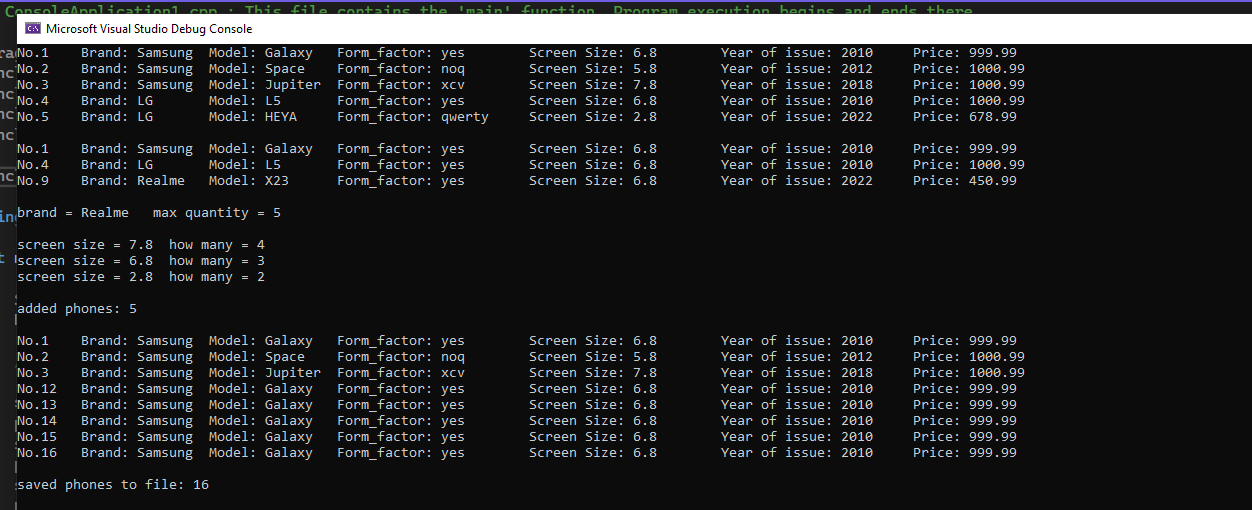 ConsoleApplication1.cpp : This file contains the 'main' function. Program execution begins and ends there
Microsoft Visual Studio Debug Console
No.1 Brand: Samsung Model: Galaxy Form_factor: yes Screen Size: 6.8 Year of issue: 2010 Price: 999.99
No.2 Brand: Samsung Model: Space Form_factor: noq Screen Size: 5.8 Year of issue: 2012 Price: 1000.99
No.3 Brand: Samsung Model: Jupiter Form_factor: xcv Screen Size: 7.8 Year of issue: 2018 Price: 1000.99
No.4 Brand: LG Model: L5 Form_factor: yes Screen Size: 6.8 Year of issue: 2010 Price: 1000.99
No.5 Brand: LG Model: HEYA Form_factor: qwerty Screen Size: 2.8 Year of issue: 2022 Price: 678.99
No.1 Brand: Samsung Model: Galaxy Form_factor: yes Screen Size: 6.8 Year of issue: 2010 Price: 999.99
No.4 Brand: LG Model: L5 Form_factor: yes Screen Size: 6.8 Year of issue: 2010 Price: 1000.99
No.9 Brand: Realme Model: X23 Form_factor: yes Screen Size: 6.8 Year of issue: 2022 Price: 450.99
brand = Realme max quantity = 5
screen size = 7.8 how many = 4
screen size = 6.8 how many = 3
screen size = 2.8 how many = 2
added phones: 5
No.1 Brand: Samsung Model: Galaxy Form_factor: yes Screen Size: 6.8 Year of issue: 2010 Price: 999.99
No.2 Brand: Samsung Model: Space Form_factor: noq Screen Size: 5.8 Year of issue: 2012 Price: 1000.99
No.3 Brand: Samsung Model: Jupiter Form_factor: xcv Screen Size: 7.8 Year of issue: 2018 Price: 1000.99
No.12 Brand: Samsung Model: Galaxy Form_factor: yes Screen Size: 6.8 Year of issue: 2010 Price: 999.99
No.13 Brand: Samsung Model: Galaxy Form_factor: yes Screen Size: 6.8 Year of issue: 2010 Price: 999.99
No.14 Brand: Samsung Model: Galaxy Form_factor: yes Screen Size: 6.8 Year of issue: 2010 Price: 999.99
No.15 Brand: Samsung Model: Galaxy Form_factor: yes Screen Size: 6.8 Year of issue: 2010 Price: 999.99
No.16 Brand: Samsung Model: Galaxy Form_factor: yes Screen Size: 6.8 Year of issue: 2010 Price: 999.99
saved phones to file: 16